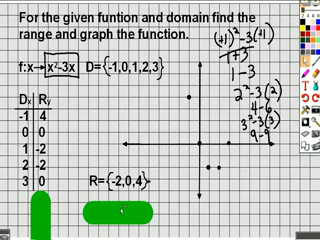 For the given funtion and domain find the
range and graph the function.
f:x→x²-3x D={-1,0,1,2,3}
Dx Ry
-1 4
0 0
1 -2
2 -2
3 0
R={-2,0,4}
(+1)²-3(+1)
1+3
1-3
2²-3(2)
4-6
3²-3(3)
9-9